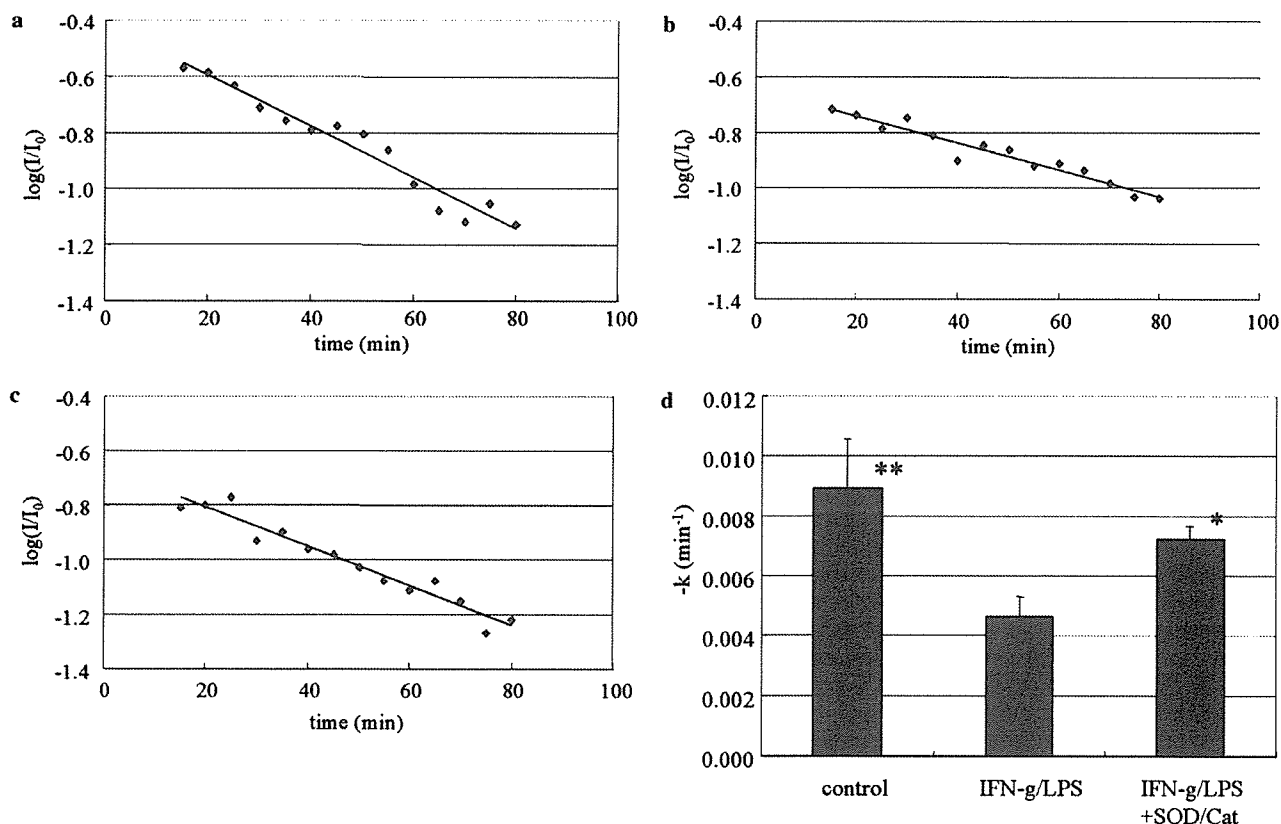 a
-0.4
-0.6
-0.8
-1.0
-1.2
-1.4
log(I/I₀)
0 20 40 60 80 100
time (min)
b
-0.4
-0.6
-0.8
-1.0
-1.2
-1.4
log(I/I₀)
0 20 40 60 80 100
time (min)
c
-0.4
-0.6
-0.8
-1.0
-1.2
-1.4
log(I/I₀)
0 20 40 60 80 100
time (min)
d
0.012
0.010
0.008
0.006
0.004
0.002
0.000
-k (min⁻¹)
**
*
control IFN-g/LPS IFN-g/LPS
+SOD/Cat